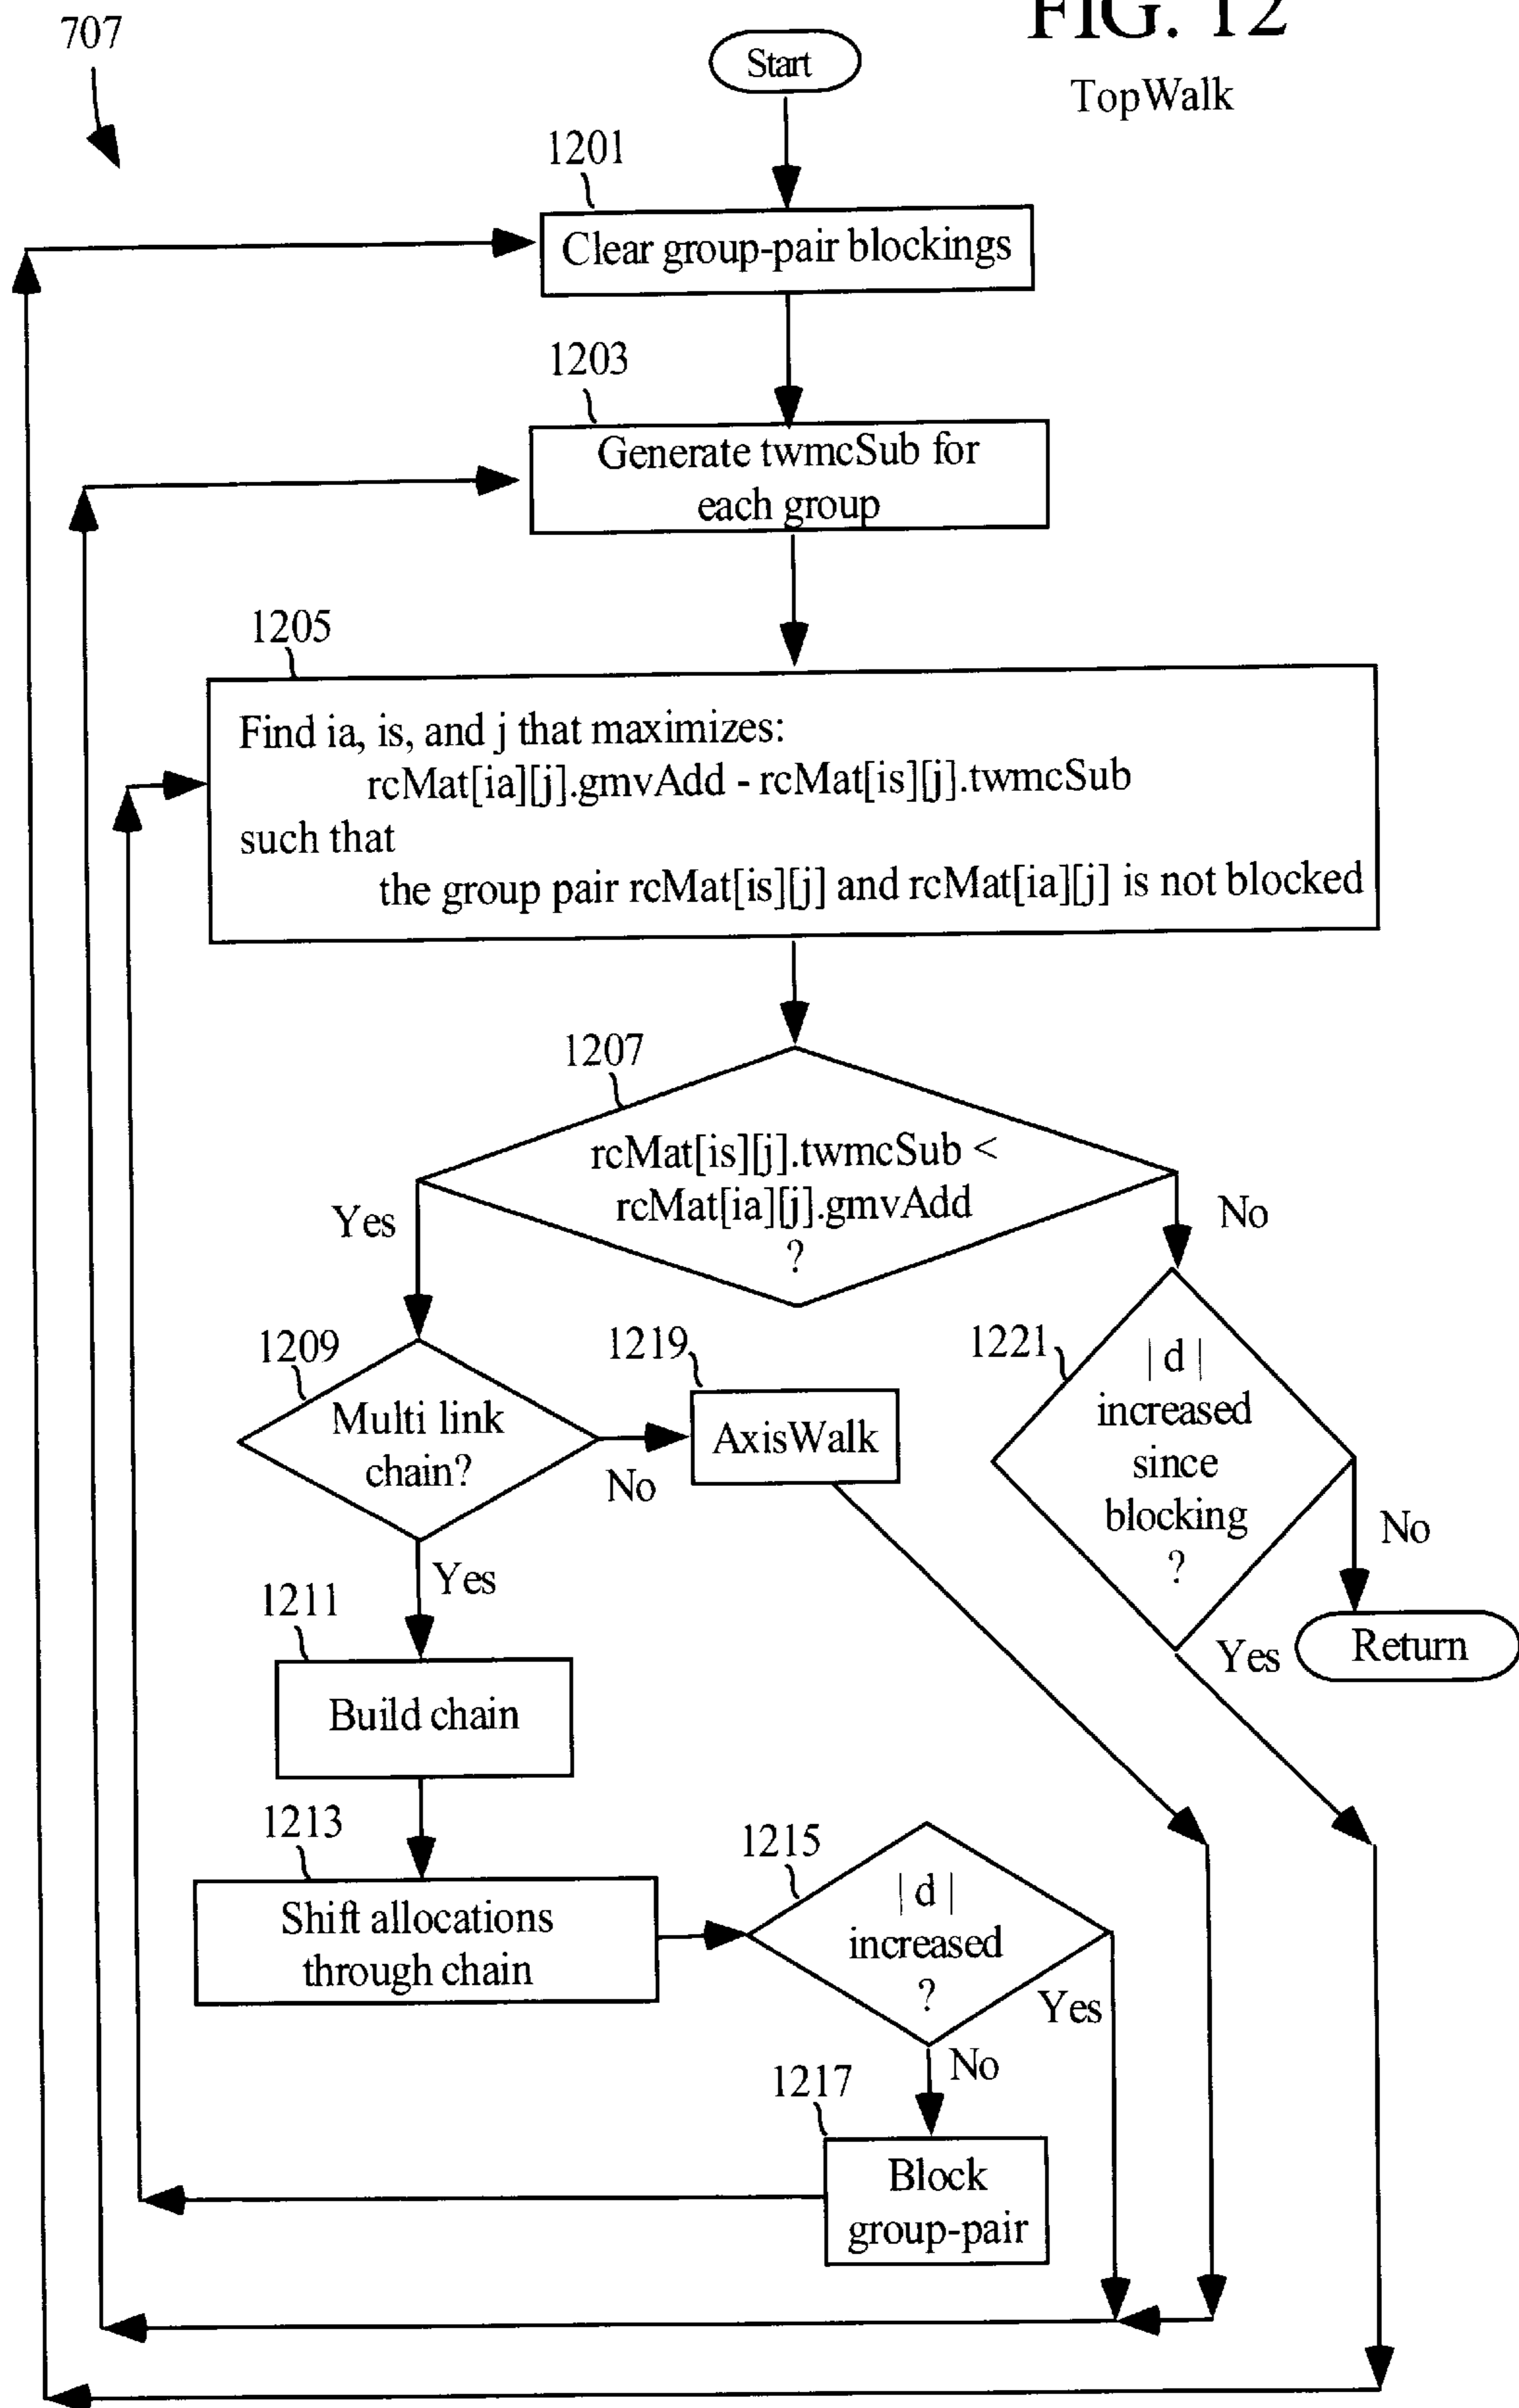 FIG. 12
707
Start
TopWalk
1201
Clear group-pair blockings
1203
Generate twmcSub for
each group
1205
Find ia, is, and j that maximizes:
rcMat[ia][j].gmvAdd - rcMat[is][j].twmcSub
such that
the group pair rcMat[is][j] and rcMat[ia][j] is not blocked
1207
rcMat[is][j].twmcSub <
rcMat[ia][j].gmvAdd
?
Yes
No
1209
Multi link
chain?
No
1219
AxisWalk
1221
| d |
increased
since
blocking
?
No
Yes
Return
Yes
1211
Build chain
1213
Shift allocations
through chain
1215
| d |
increased
?
Yes
No
1217
Block
group-pair